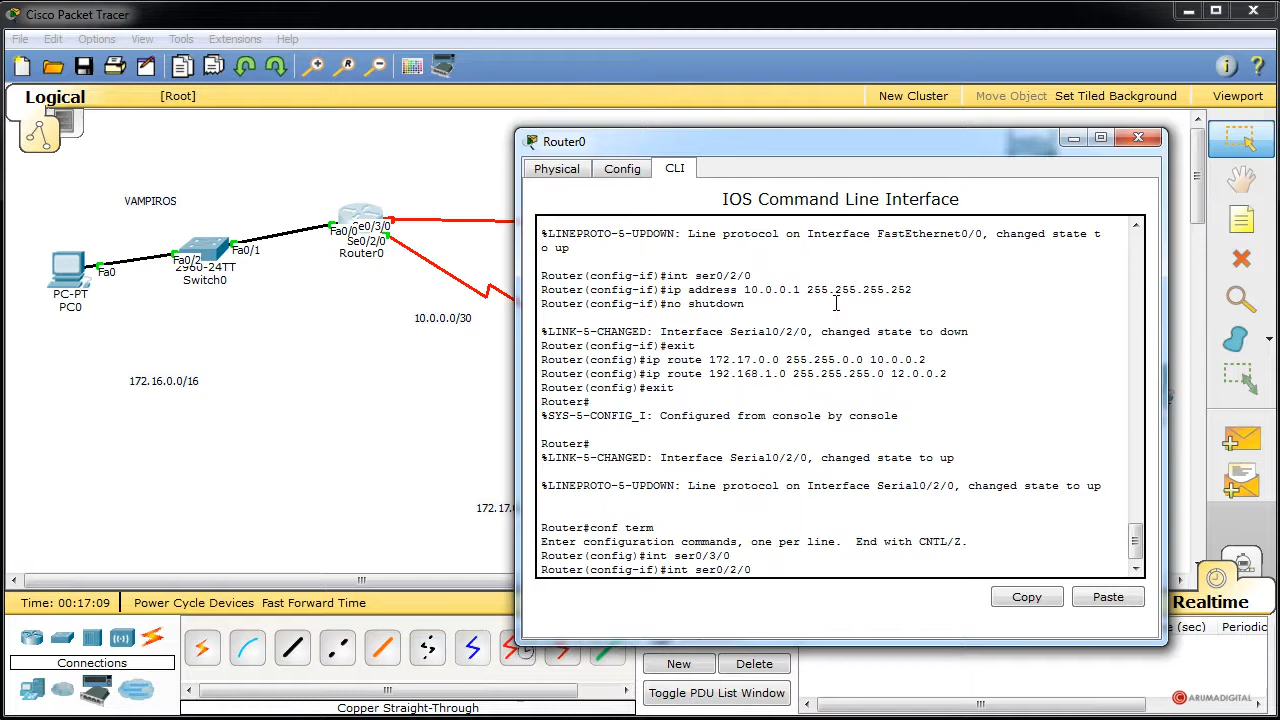 Cisco Packet Tracer
File Edit Options View Tools Extensions Help
Logical [Root] New Cluster Move Object Set Tiled Background Viewport
VAMPIROS
Fa0/0
Se0/3/0
Se0/2/0
Router0
Fa0/1
Fa0/2
2960-24TT
Switch0
Fa0
PC-PT
PC0
10.0.0.0/30
172.16.0.0/16
172.17.0
Router0
Physical Config CLI
IOS Command Line Interface
%LINEPROTO-5-UPDOWN: Line protocol on Interface FastEthernet0/0, changed state t
o up
Router(config-if)#int ser0/2/0
Router(config-if)#ip address 10.0.0.1 255.255.255.252
Router(config-if)#no shutdown
%LINK-5-CHANGED: Interface Serial0/2/0, changed state to down
Router(config-if)#exit
Router(config)#ip route 172.17.0.0 255.255.0.0 10.0.0.2
Router(config)#ip route 192.168.1.0 255.255.255.0 12.0.0.2
Router(config)#exit
Router#
%SYS-5-CONFIG_I: Configured from console by console
Router#
%LINK-5-CHANGED: Interface Serial0/2/0, changed state to up
%LINEPROTO-5-UPDOWN: Line protocol on Interface Serial0/2/0, changed state to up
Router#conf term
Enter configuration commands, one per line. End with CNTL/Z.
Router(config)#int ser0/3/0
Router(config-if)#int ser0/2/0
Copy Paste
Time: 00:17:09 Power Cycle Devices Fast Forward Time
Realtime
Connections
Copper Straight-Through
New Delete
Toggle PDU List Window
(sec) Periodic
ARUMADIGITAL